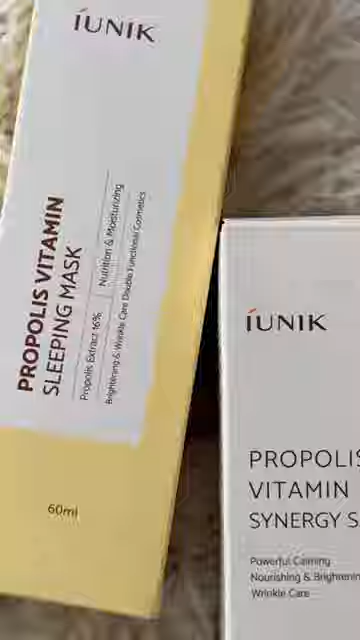 iUNIK
PROPOLIS VITAMIN
SLEEPING MASK
Propolis Extract 16%
Nutrition & Moisturizing
Brightening & Wrinkle Care Double Functional Cosmetics
60ml
iUNIK
PROPOLIS
VITAMIN
SYNERGY S
Powerful Calming
Nourishing & Brightenin
Wrinkle Care